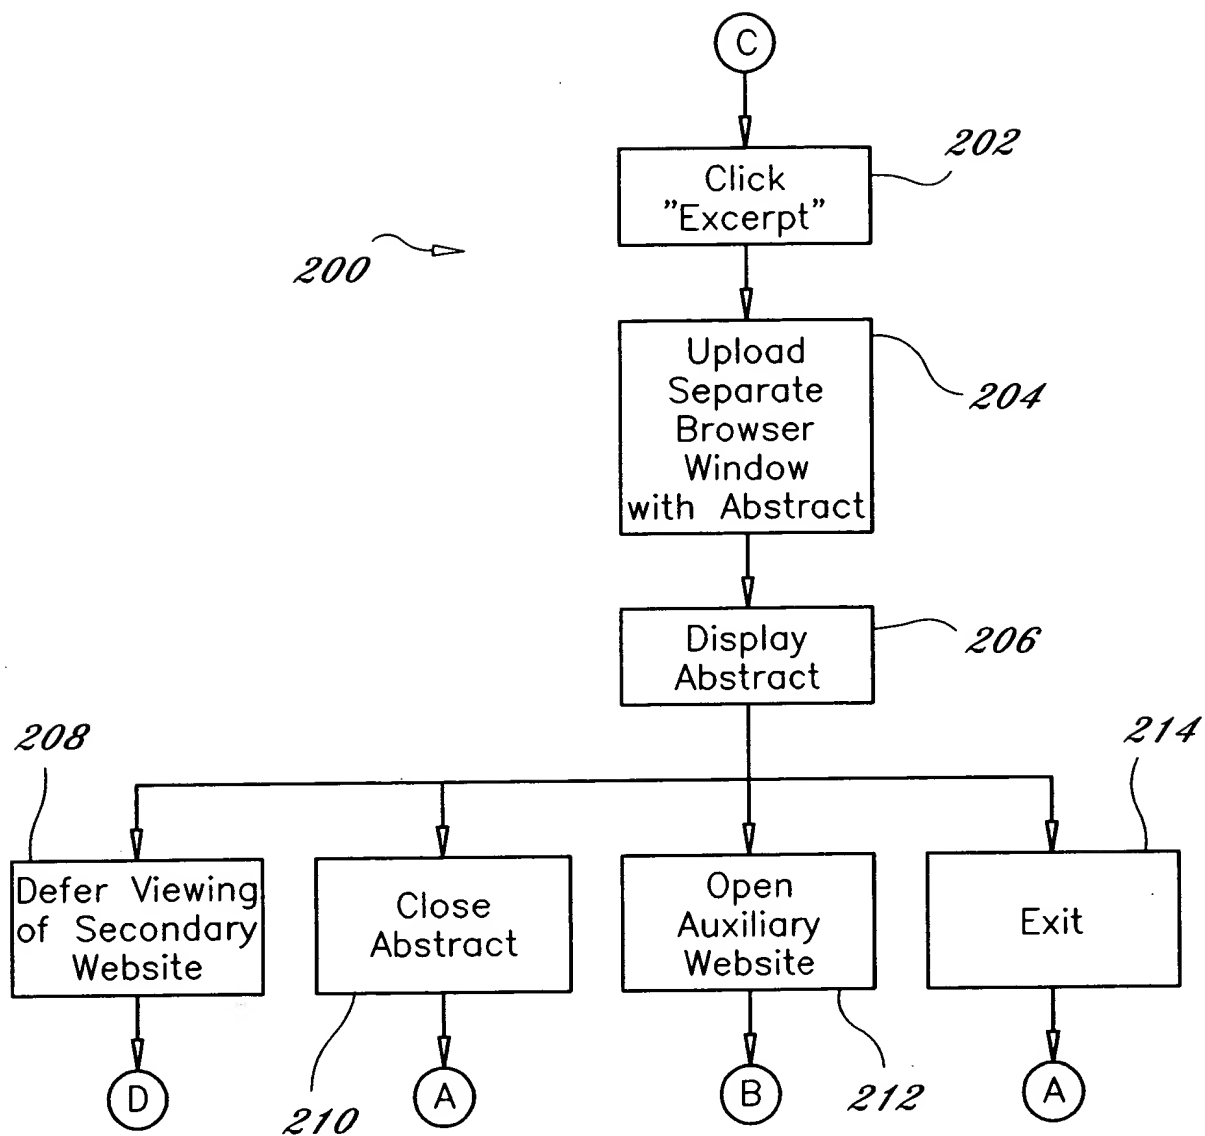 C
202
Click
"Excerpt"
200
Upload
Separate
Browser
Window
with Abstract
204
Display
Abstract
206
208
214
Defer Viewing
of Secondary
Website
Close
Abstract
Open
Auxiliary
Website
Exit
D
210
A
B
212
A